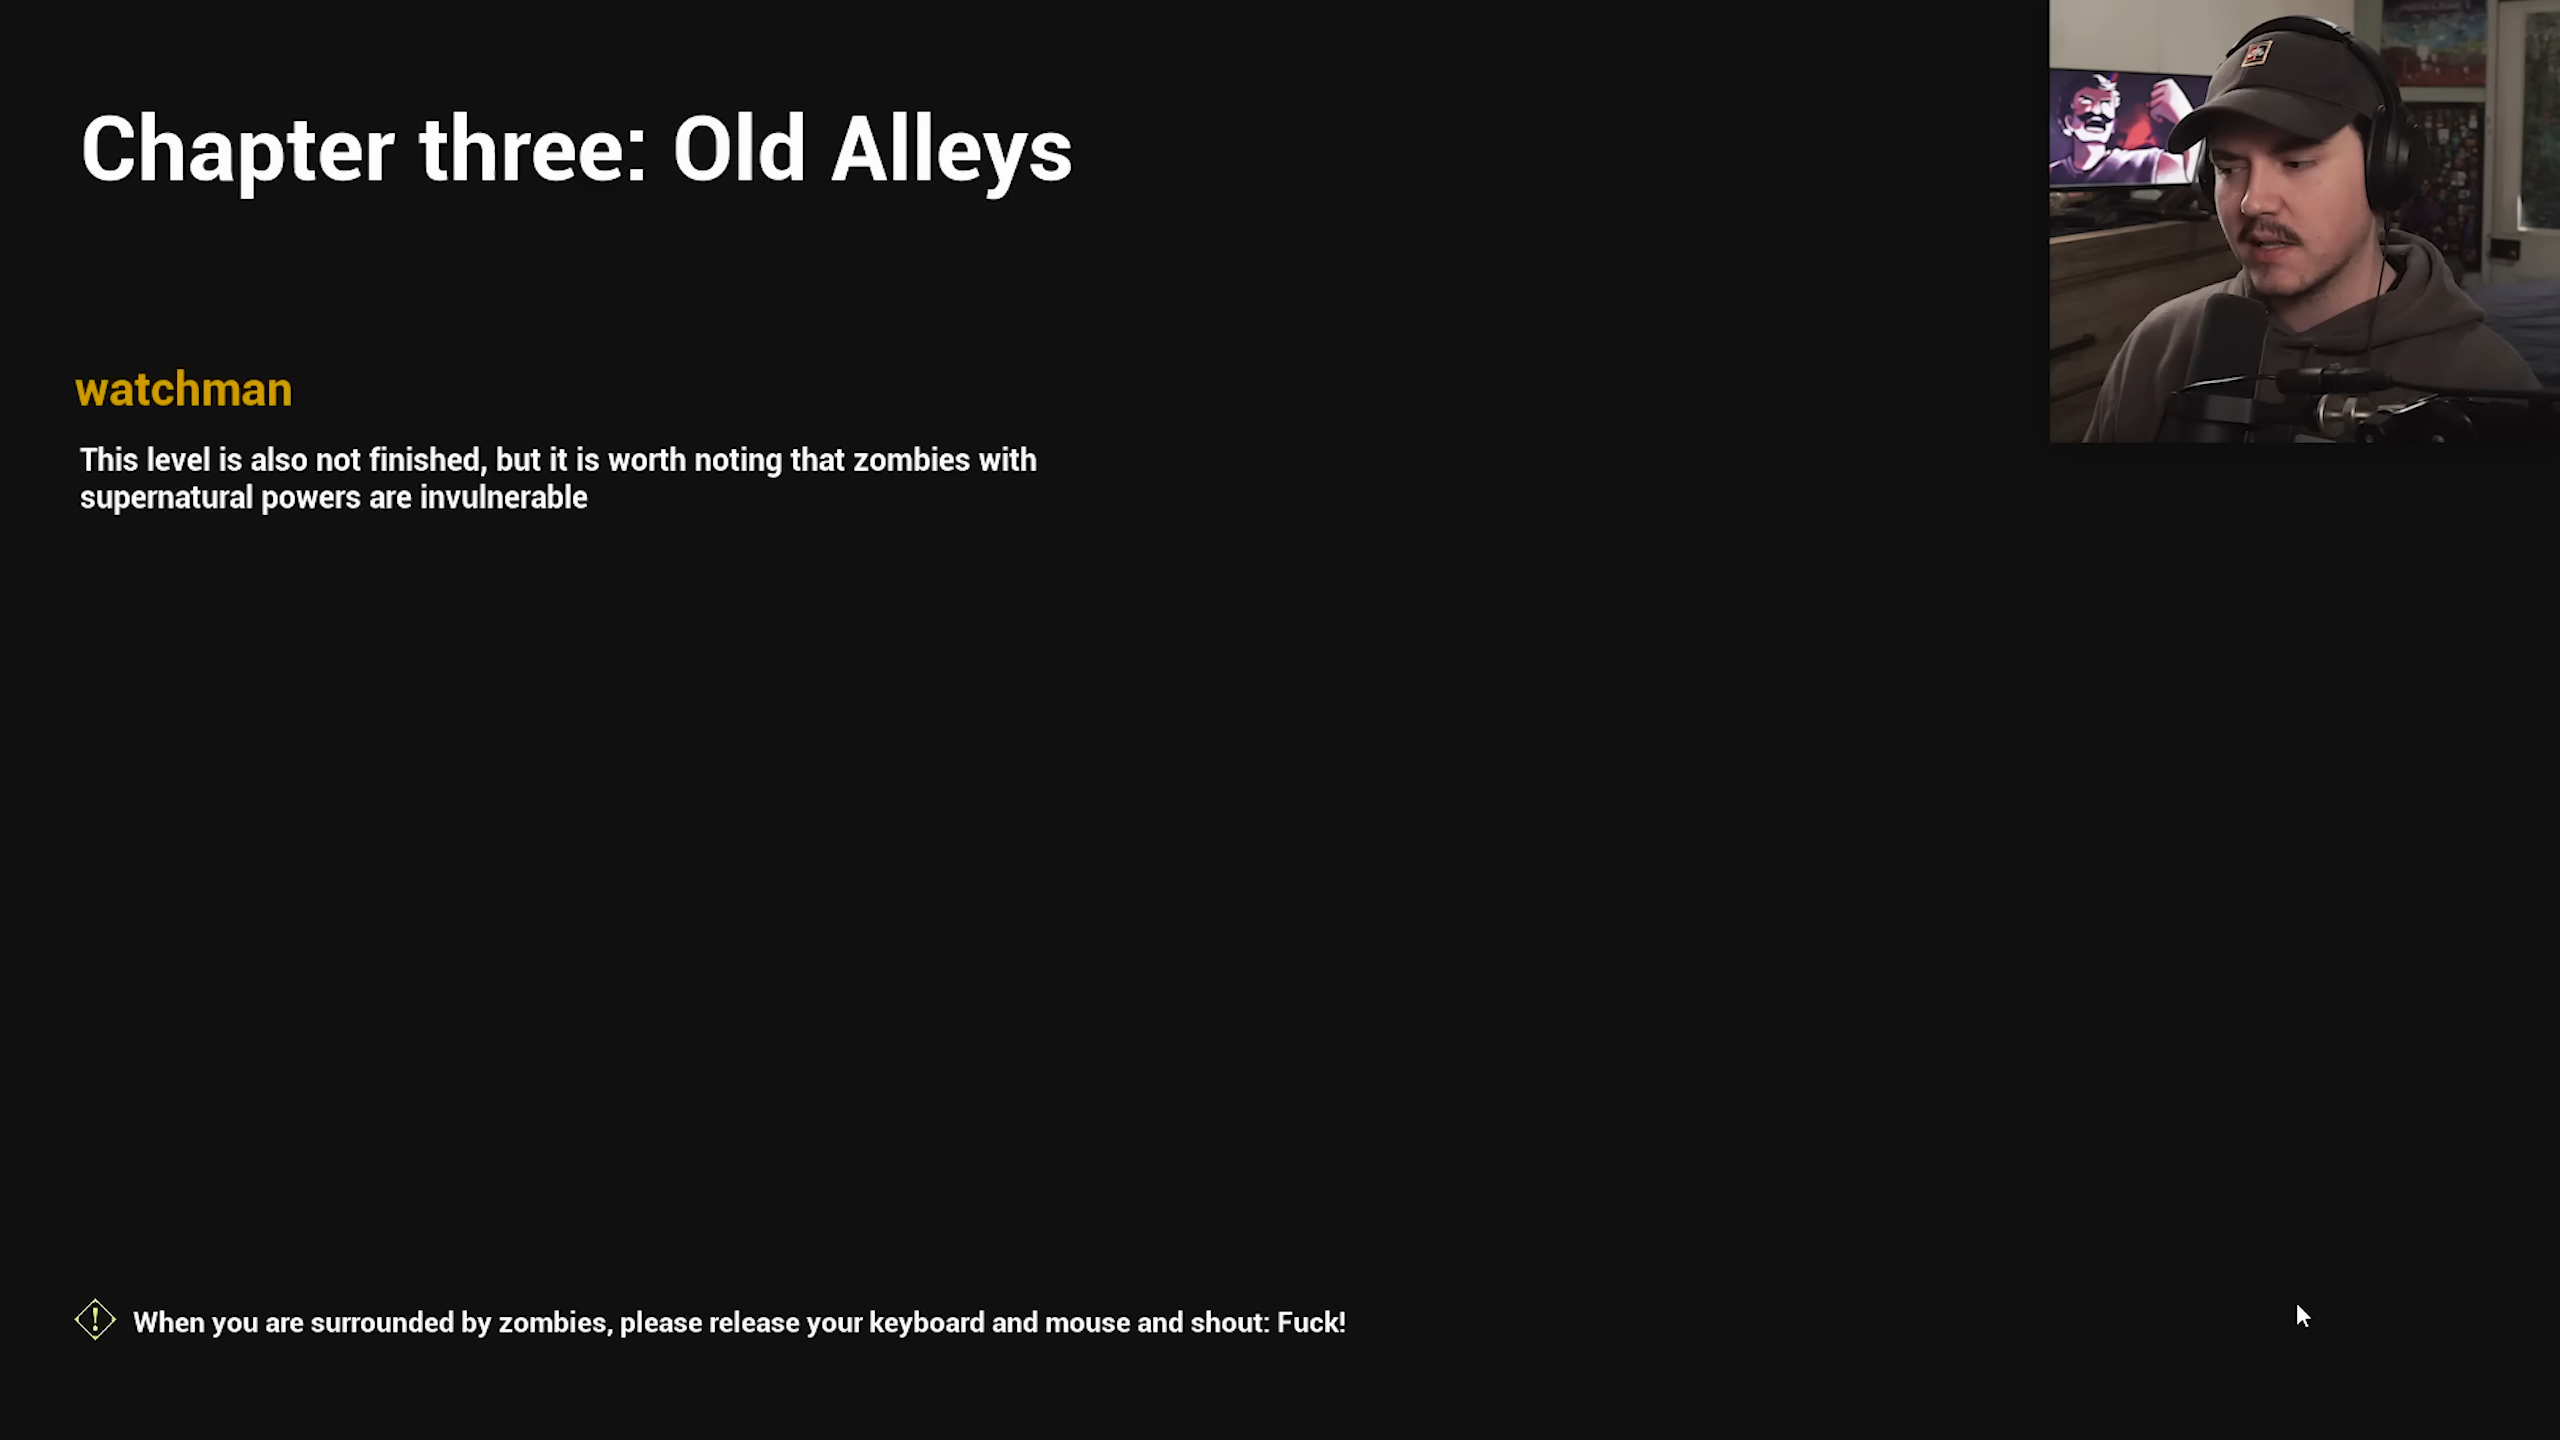 Chapter three: Old Alleys
watchman
This level is also not finished, but it is worth noting that zombies with
supernatural powers are invulnerable
When you are surrounded by zombies, please release your keyboard and mouse and shout: Fuck!